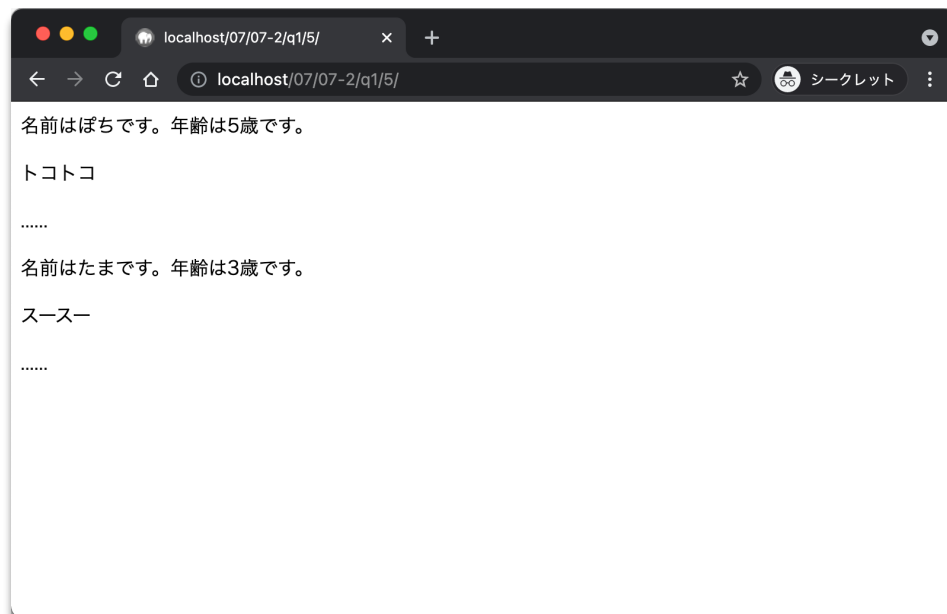 localhost/07/07-2/q1/5/
localhost/07/07-2/q1/5/ シークレット
名前はぽちです。年齢は5歳です。
トコトコ
......
名前はたまです。年齢は3歳です。
スースー
......